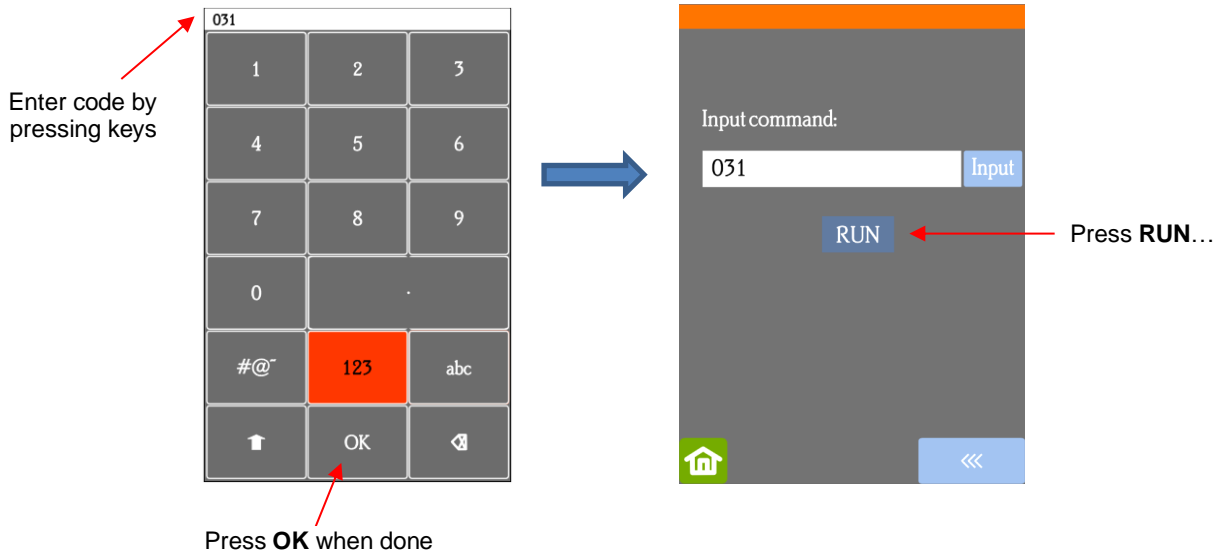 031
Enter code by
pressing keys
1 2 3
4 5 6
7 8 9
0 .
#@~ 123 abc
OK
Press OK when done
Input command:
031 Input
RUN
Press RUN…